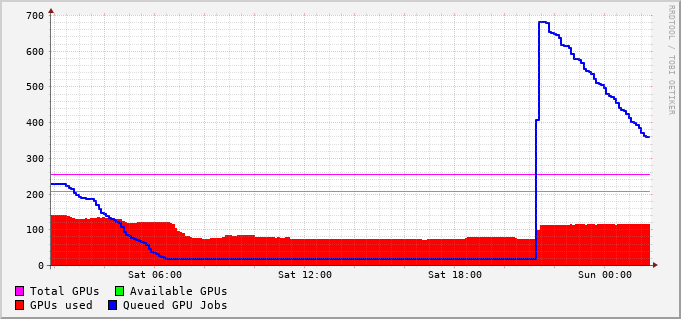 700
600
500
400
300
200
100
0
Sat 06:00 Sat 12:00 Sat 18:00 Sun 00:00
RRDTOOL / TOBI OETIKER
Total GPUs Available GPUs
GPUs used Queued GPU Jobs